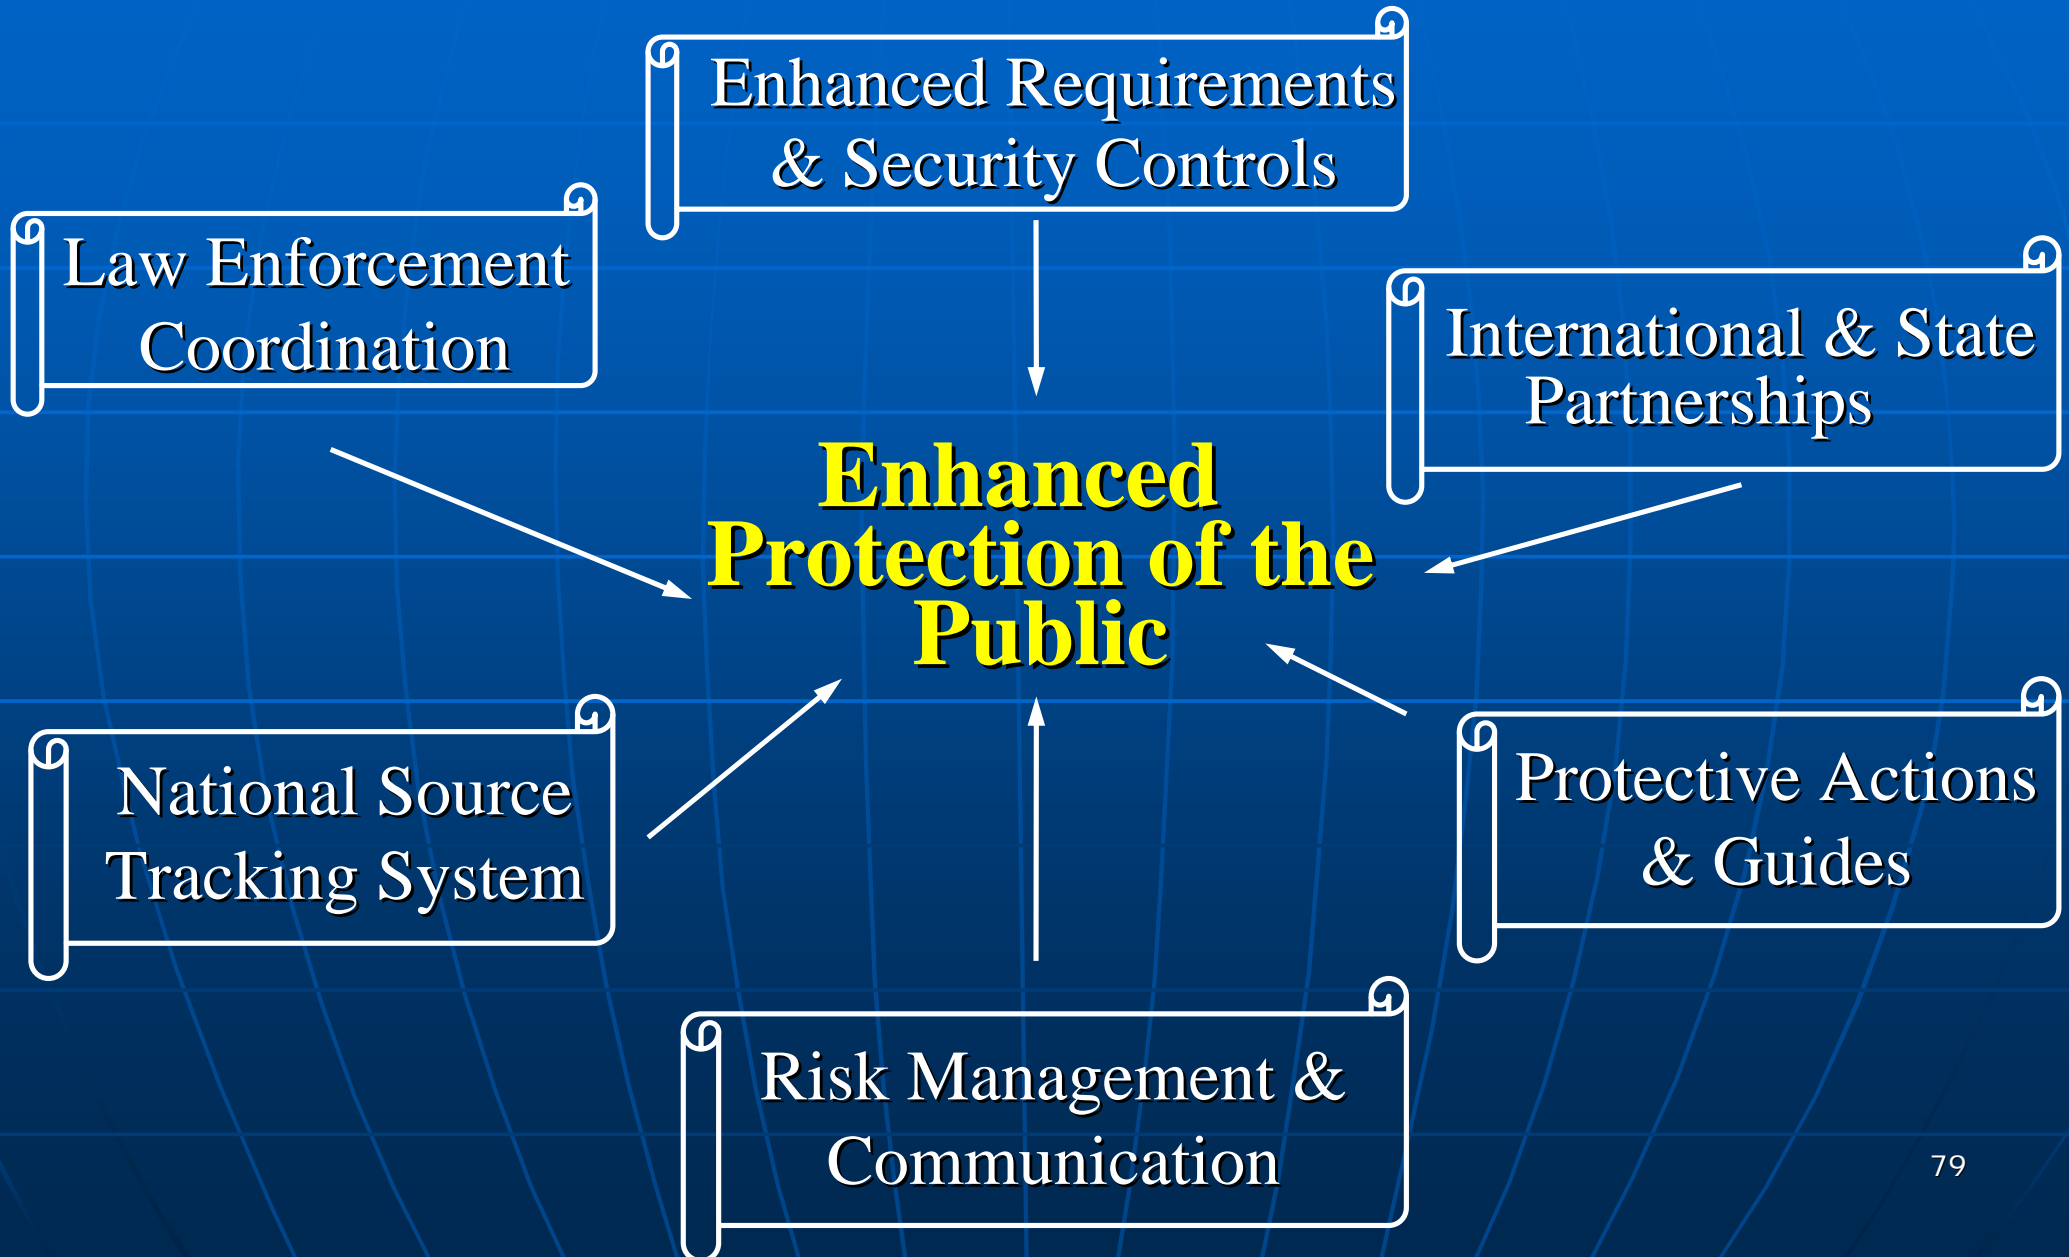 Enhanced Requirements
& Security Controls
Law Enforcement
Coordination
International & State
Partnerships
Enhanced
Protection of the
Public
National Source
Tracking System
Protective Actions
& Guides
Risk Management &
Communication
79